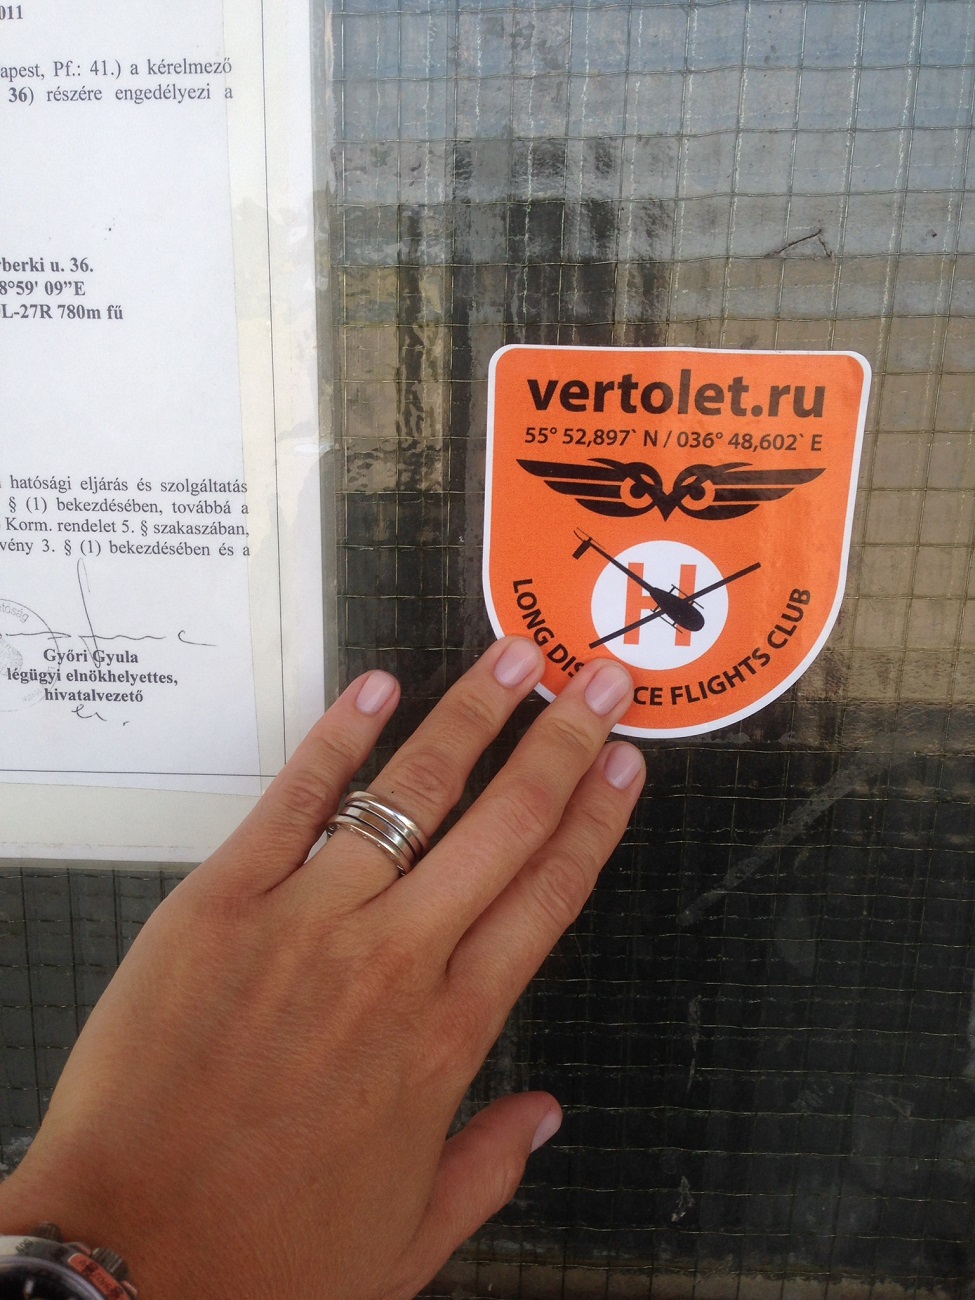 011
apest, Pf.: 41.) a kérelmező
36) részére engedélyezi a
berki u. 36.
8°59' 09"E
L-27R 780m fű
hatósági eljárás és szolgáltatás
§ (1) bekezdésében, továbbá a
Korm. rendelet 5. § szakaszában,
vény 3. § (1) bekezdésében és a
Győri Gyula
légügyi elnökhelyettes,
hivatalvezető
vertolet.ru
55° 52,897` N / 036° 48,602` E
H
LONG DIS CE FLIGHTS CLUB